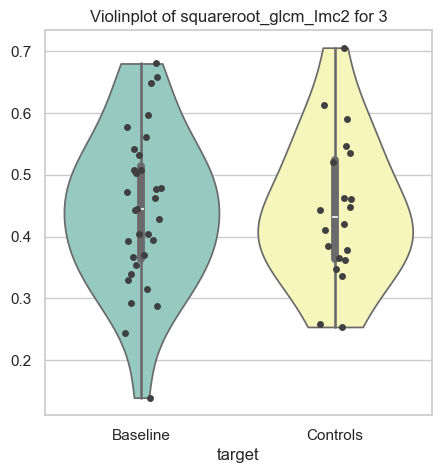 Violinplot of squareroot_glcm_lmc2 for 3
0.7
0.6
0.5
0.4
0.3
0.2
Baseline
Controls
target